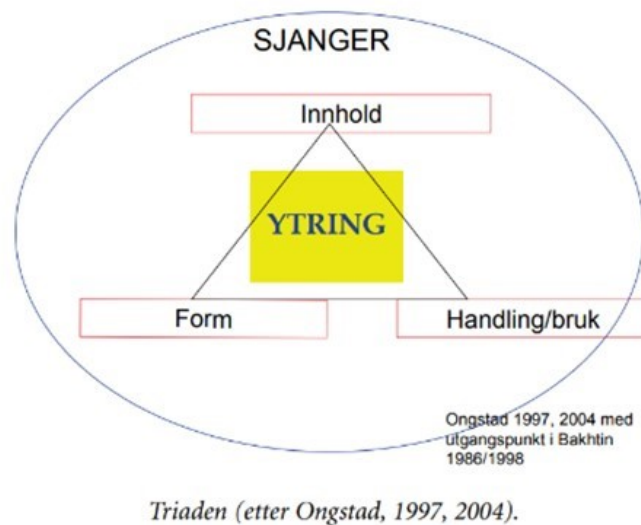 SJANGER
Innhold
YTRING
Form
Handling/bruk
Ongstad 1997, 2004 med
utgangspunkt i Bakhtin
1986/1998
Triaden (etter Ongstad, 1997, 2004).